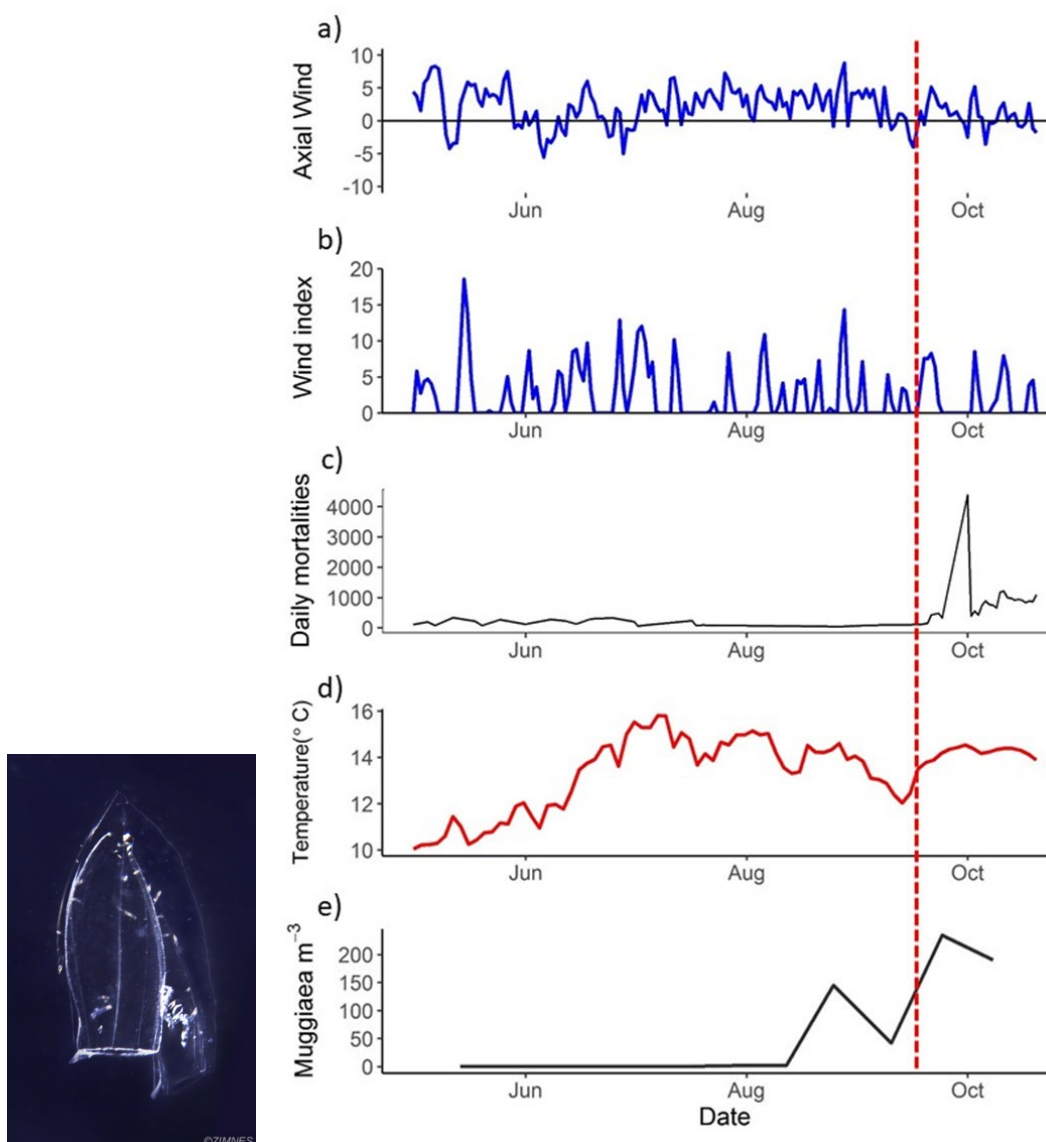 a)
Axial Wind
10
5
0
-5
-10
Jun Aug Oct
b)
Wind index
20
15
10
5
0
Jun Aug Oct
c)
Daily mortalities
4000
3000
2000
1000
0
Jun Aug Oct
d)
Temperature(° C)
16
14
12
10
Jun Aug Oct
e)
Muggiaea m⁻³
200
150
100
50
0
Jun Aug Oct
Date
©ZIMNES